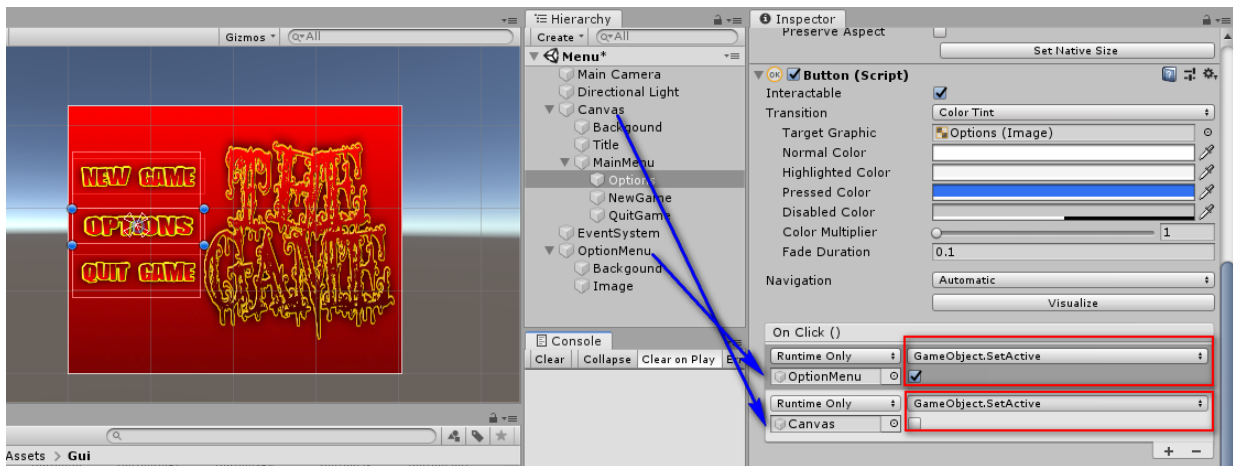 Gizmos
All
NEW GAME
OPTIONS
QUIT GAME
THE
GAME
Assets > Gui
Hierarchy
Create
All
Menu*
Main Camera
Directional Light
Canvas
Backgound
Title
MainMenu
Options
NewGame
QuitGame
EventSystem
OptionMenu
Backgound
Image
Console
Clear Collapse Clear on Play
Inspector
Preserve Aspect
Set Native Size
OK Button (Script)
Interactable
Transition Color Tint
Target Graphic Options (Image)
Normal Color
Highlighted Color
Pressed Color
Disabled Color
Color Multiplier 1
Fade Duration 0.1
Navigation Automatic
Visualize
On Click ()
Runtime Only GameObject.SetActive
OptionMenu
Runtime Only GameObject.SetActive
Canvas
+ -